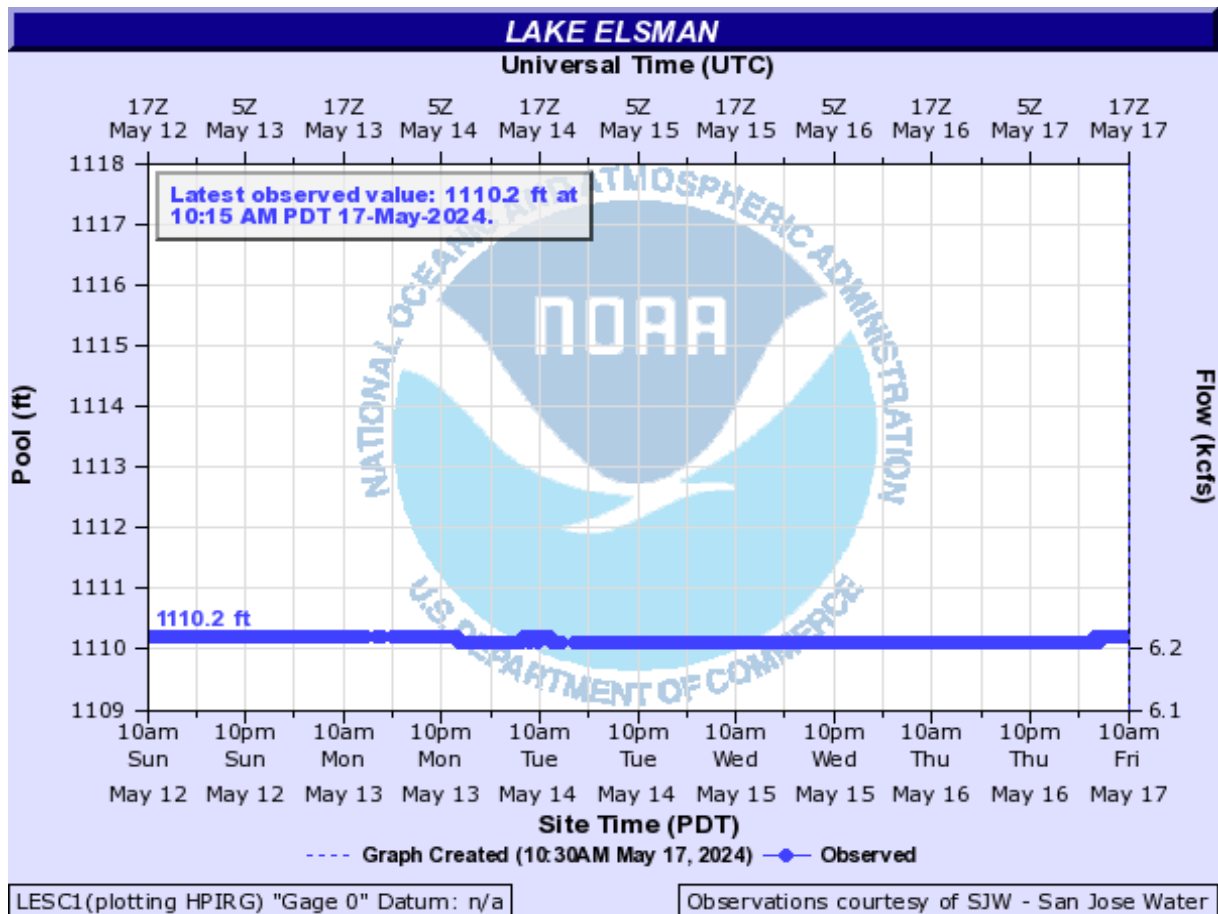 LAKE ELSMAN
Universal Time (UTC)
17Z 5Z 17Z 5Z 17Z 5Z 17Z 5Z 17Z 5Z 17Z
May 12 May 13 May 13 May 14 May 14 May 15 May 15 May 16 May 16 May 17 May 17
Latest observed value: 1110.2 ft at
10:15 AM PDT 17-May-2024.
NATIONAL OCEANIC AND ATMOSPHERIC ADMINISTRATION
NOAA
U.S. DEPARTMENT OF COMMERCE
Pool (ft)
1118
1117
1116
1115
1114
1113
1112
1111
1110
1109
1110.2 ft
Flow (kcfs)
6.2
6.1
10am 10pm 10am 10pm 10am 10pm 10am 10pm 10am 10pm 10am
Sun Sun Mon Mon Tue Tue Wed Wed Thu Thu Fri
May 12 May 12 May 13 May 13 May 14 May 14 May 15 May 15 May 16 May 16 May 17
Site Time (PDT)
Graph Created (10:30AM May 17, 2024) Observed
LESC1(plotting HPIRG) "Gage 0" Datum: n/a
Observations courtesy of SJW - San Jose Water